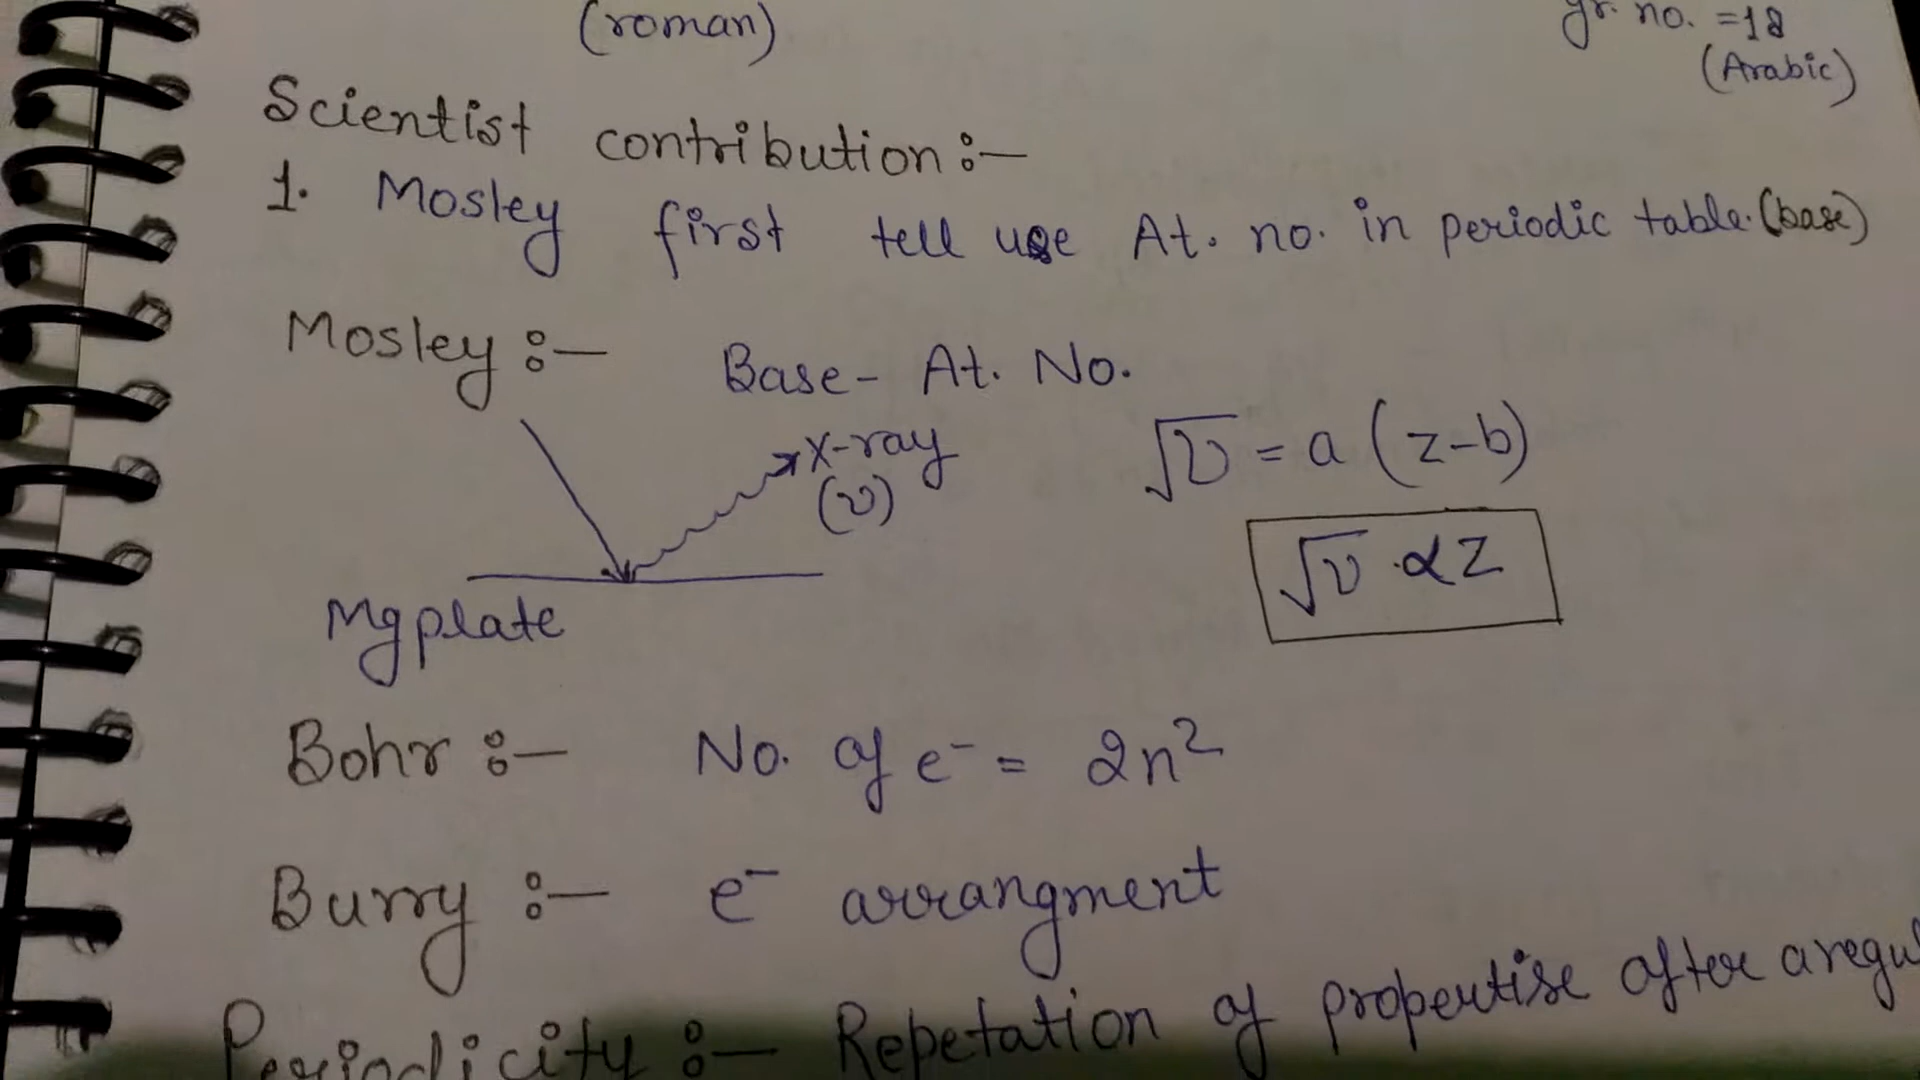 (roman)
gr. no. =18
(Arabic)
Scientist contribution :-
1. Mosley first tell use At. no. in periodic table.(base)
Mosley :- Base- At. No.
X-ray
(υ)
√υ = a (z-b)
√υ ∝ Z
Mg plate
Bohr :- No. of e⁻ = 2n²
Burry :- e⁻ arrangment
Periodicity :- Repetation of propertise after a